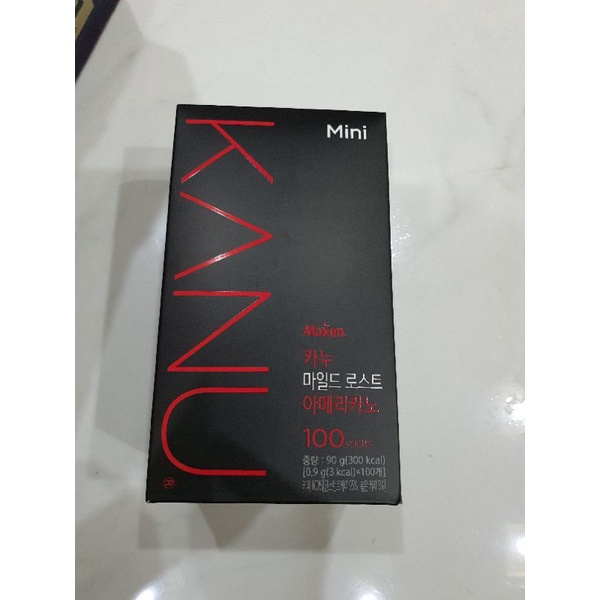 KANU
®
Mini
Maxim
카누
마일드 로스트
아메리카노
100 sticks
중량 : 90 g(300 kcal)
[0.9 g(3 kcal)×100개]